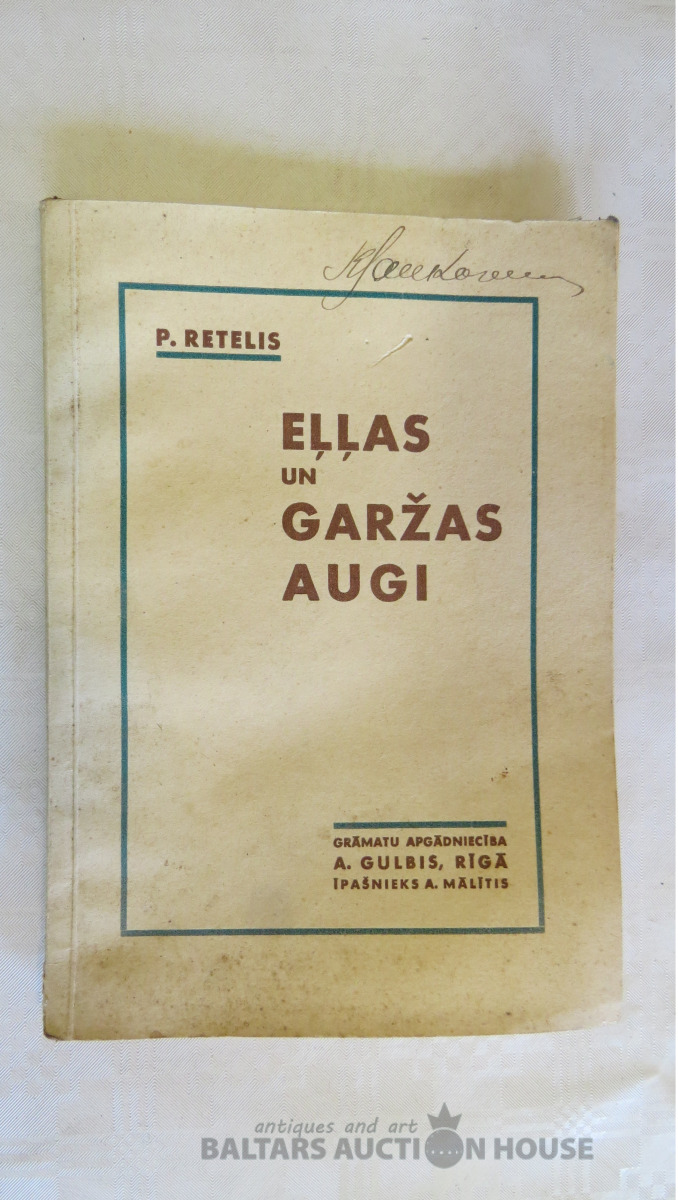 P. RETELIS
EĻĻAS
UN
GARŽAS
AUGI
GRĀMATU APGĀDNIECĪBA
A. GULBIS, RĪGĀ
ĪPAŠNIEKS A. MĀLĪTIS
antiques and art
BALTARS AUCTION HOUSE